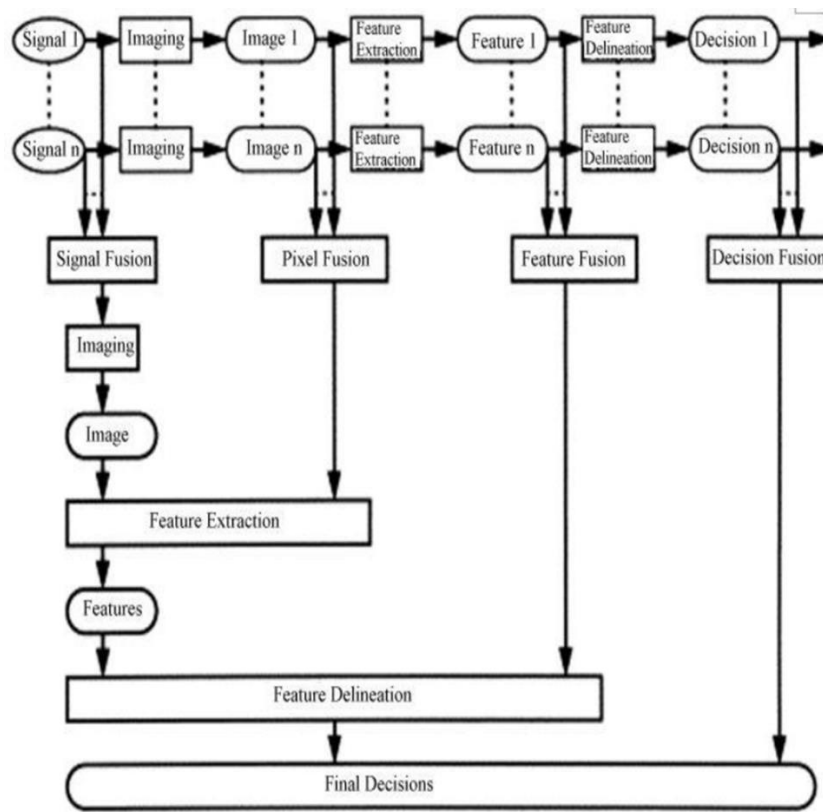 Signal 1
Imaging
Image 1
Feature
Extraction
Feature 1
Feature
Delineation
Decision 1
Signal n
Imaging
Image n
Feature
Extraction
Feature n
Feature
Delineation
Decision n
Signal Fusion
Pixel Fusion
Feature Fusion
Decision Fusion
Imaging
Image
Feature Extraction
Features
Feature Delineation
Final Decisions